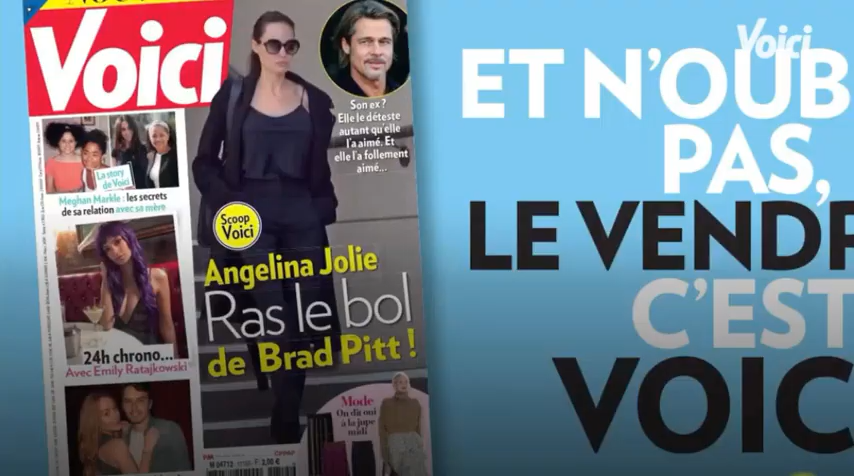 Voici
Son ex ?
Elle le déteste
autant qu'elle
l'a aimé. Et
elle l'a follement
aimé...
La story
de Voici
Meghan Markle : les secrets
de sa relation avec sa mère
Scoop
Voici
Angelina Jolie
Ras le bol
de Brad Pitt !
24h chrono...
Avec Emily Ratajkowski
Mode
On dit oui
à la jupe
midi
Voici
ET N'OUB
PAS,
LE VENDR
C'EST
VOIC